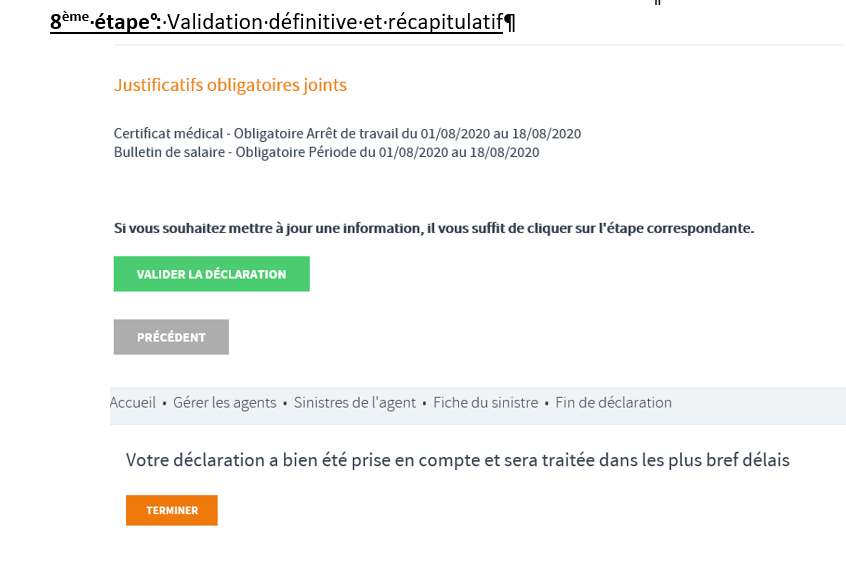 8ème·étape°:·Validation·définitive·et·récapitulatif¶
Justificatifs obligatoires joints
Certificat médical - Obligatoire Arrêt de travail du 01/08/2020 au 18/08/2020
Bulletin de salaire - Obligatoire Période du 01/08/2020 au 18/08/2020
Si vous souhaitez mettre à jour une information, il vous suffit de cliquer sur l'étape correspondante.
VALIDER LA DÉCLARATION
PRÉCÉDENT
Accueil • Gérer les agents • Sinistres de l'agent • Fiche du sinistre • Fin de déclaration
Votre déclaration a bien été prise en compte et sera traitée dans les plus bref délais
TERMINER